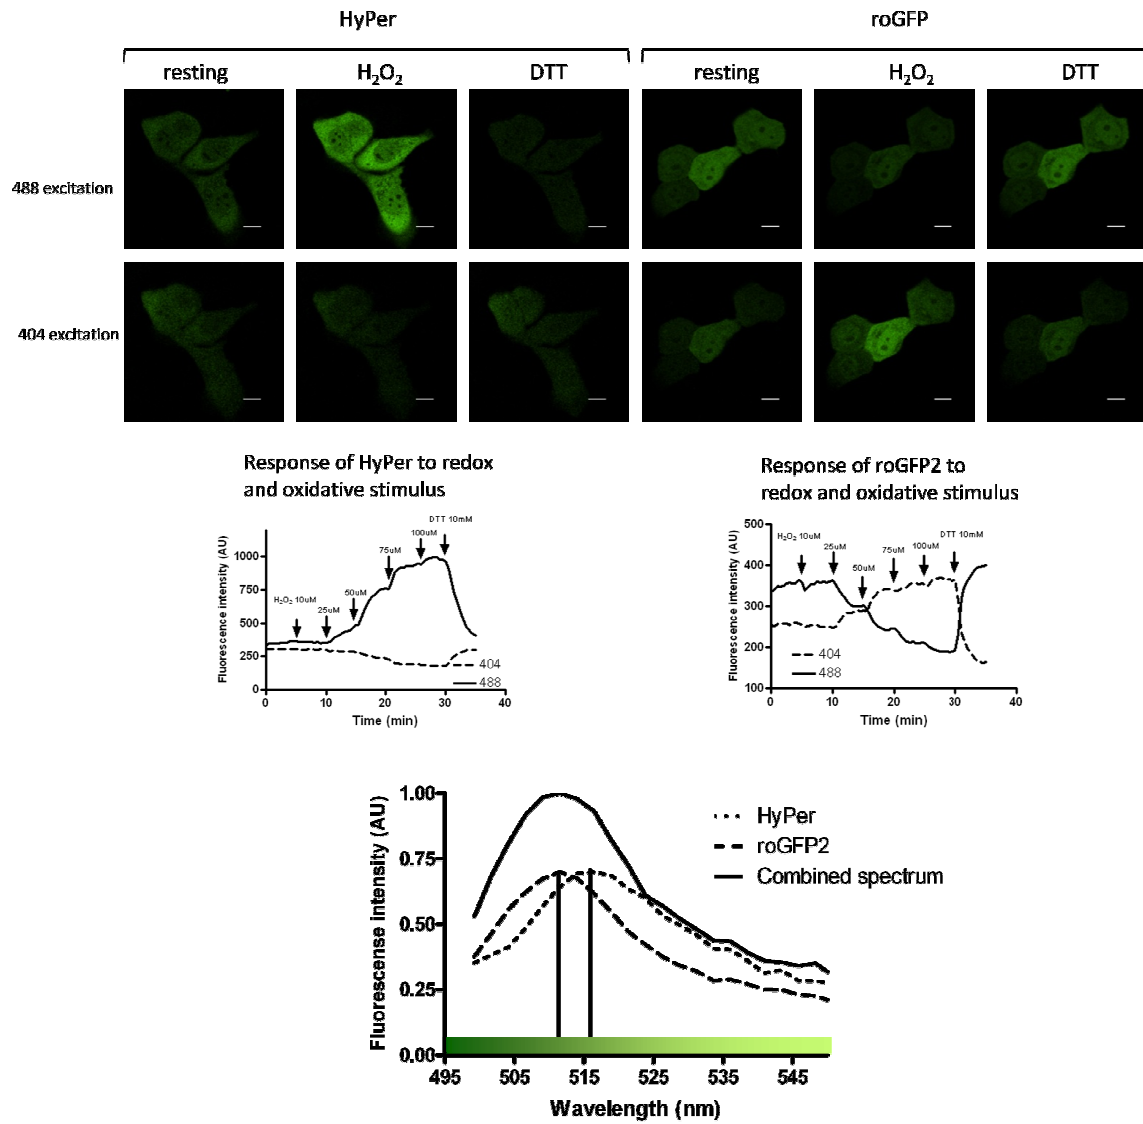 HyPer
roGFP
resting
H₂O₂
DTT
resting
H₂O₂
DTT
488 excitation
404 excitation
Response of HyPer to redox
and oxidative stimulus
Fluorescence intensity (AU)
1000
750
500
250
0
H₂O₂ 10uM
25uM
50uM
75uM
100uM
DTT 10mM
404
488
0
10
20
30
40
Time (min)
Response of roGFP2 to
redox and oxidative stimulus
Fluorescence intensity (AU)
500
400
300
200
100
H₂O₂ 10uM
25uM
50uM
75uM
100uM
DTT 10mM
404
488
0
10
20
30
40
Time (min)
Fluorescense intensity (AU)
1.00
0.75
0.50
0.25
0.00
HyPer
roGFP2
Combined spectrum
495
505
515
525
535
545
Wavelength (nm)